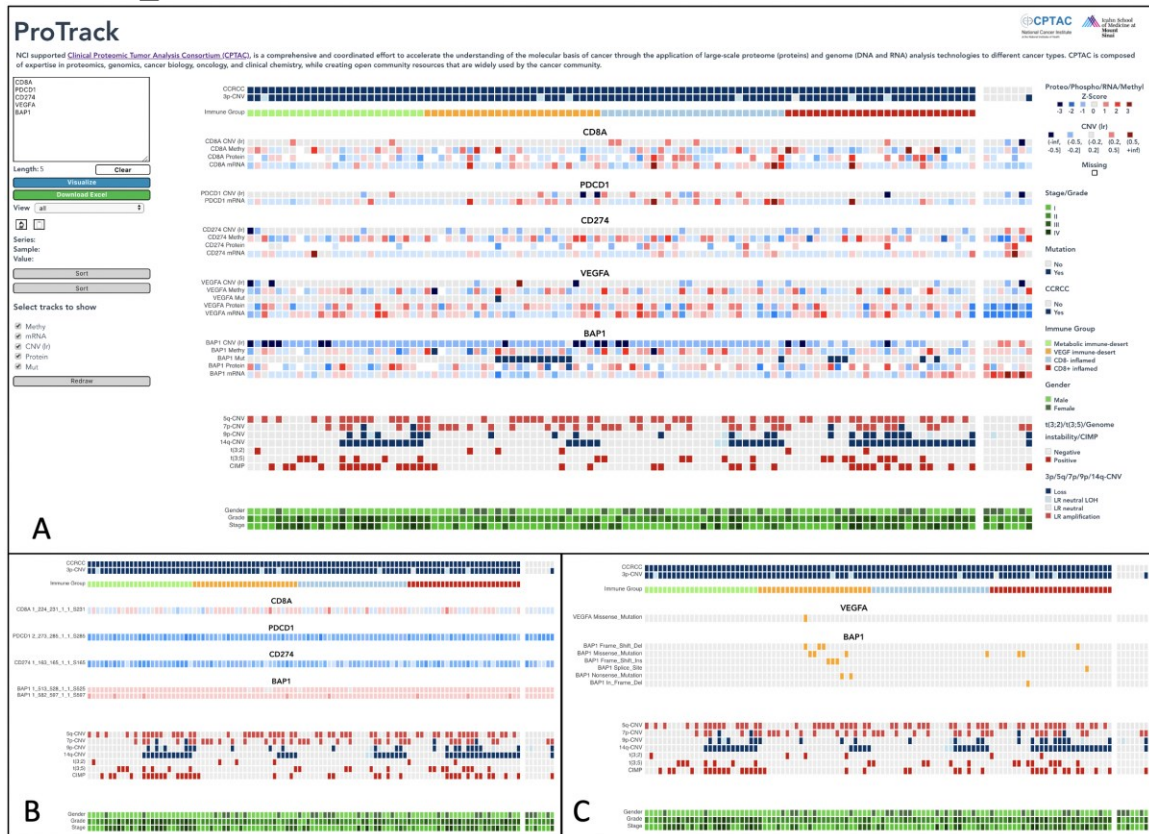 ProTrack
CPTAC
National Cancer Institute
Icahn School of Medicine at Mount Sinai
NCI supported Clinical Proteomic Tumor Analysis Consortium (CPTAC), is a comprehensive and coordinated effort to accelerate the understanding of the molecular basis of cancer through the application of large-scale proteome (proteins) and genome (DNA and RNA) analysis technologies to different cancer types. CPTAC is composed
of expertise in proteomics, genomics, cancer biology, oncology, and clinical chemistry, while creating open community resources that are widely used by the cancer community.
CD8A
PDCD1
CD274
VEGFA
BAP1
Length: 5
Clear
Visualize
Download Excel
View all
Series:
Sample:
Value:
Sort
Sort
Select tracks to show
Methy
mRNA
CNV (lr)
Protein
Mut
Redraw
CCRCC
3p-CNV
Immune Group
CD8A
CD8A CNV (lr)
CD8A Methy
CD8A Protein
CD8A mRNA
PDCD1
PDCD1 CNV (lr)
PDCD1 mRNA
CD274
CD274 CNV (lr)
CD274 Methy
CD274 Protein
CD274 mRNA
VEGFA
VEGFA CNV (lr)
VEGFA Methy
VEGFA Mut
VEGFA Protein
VEGFA mRNA
BAP1
BAP1 CNV (lr)
BAP1 Methy
BAP1 Mut
BAP1 Protein
BAP1 mRNA
5q-CNV
7p-CNV
9p-CNV
14q-CNV
t(3;2)
t(3;5)
CIMP
Gender
Grade
Stage
A
Proteo/Phospho/RNA/Methyl
Z-Score
-3 -2 -1 0 1 2 3
CNV (lr)
(-inf, (-0.5, (-0.2, (0.2, (0.5,
-0.5] -0.2] 0.2] 0.5] +inf)
Missing
Stage/Grade
I
II
III
IV
Mutation
No
Yes
CCRCC
No
Yes
Immune Group
Metabolic immune-desert
VEGF immune-desert
CD8- inflamed
CD8+ inflamed
Gender
Male
Female
t(3;2)/t(3;5)/Genome
instability/CIMP
Negative
Positive
3p/5q/7p/9p/14q-CNV
Loss
LR neutral LOH
LR neutral
LR amplification
CCRCC
3p-CNV
Immune Group
CD8A
CD8A 1_224_231_1_1_S231
PDCD1
PDCD1 2_273_286_1_1_S285
CD274
CD274 1_163_165_1_1_S165
BAP1
5q-CNV
7p-CNV
9p-CNV
14q-CNV
t(3;2)
t(3;5)
CIMP
B
Gender
Grade
Stage
CCRCC
3p-CNV
Immune Group
VEGFA
VEGFA Missense_Mutation
BAP1
BAP1 Frame_Shift_Del
BAP1 Missense_Mutation
BAP1 Frame_Shift_Ins
BAP1 Splice_Site
BAP1 Nonsense_Mutation
BAP1 In_Frame_Del
5q-CNV
7p-CNV
9p-CNV
14q-CNV
t(3;2)
t(3;5)
CIMP
C
Gender
Grade
Stage